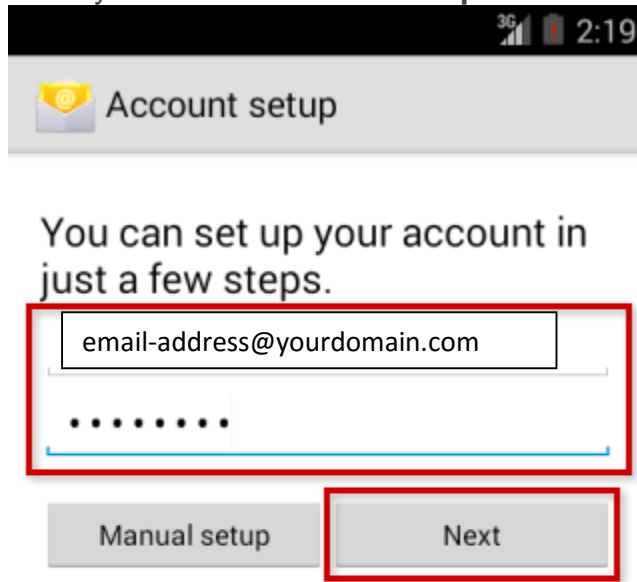 3G 2:19
Account setup
You can set up your account in
just a few steps.
email-address@yourdomain.com
••••••••
Manual setup Next